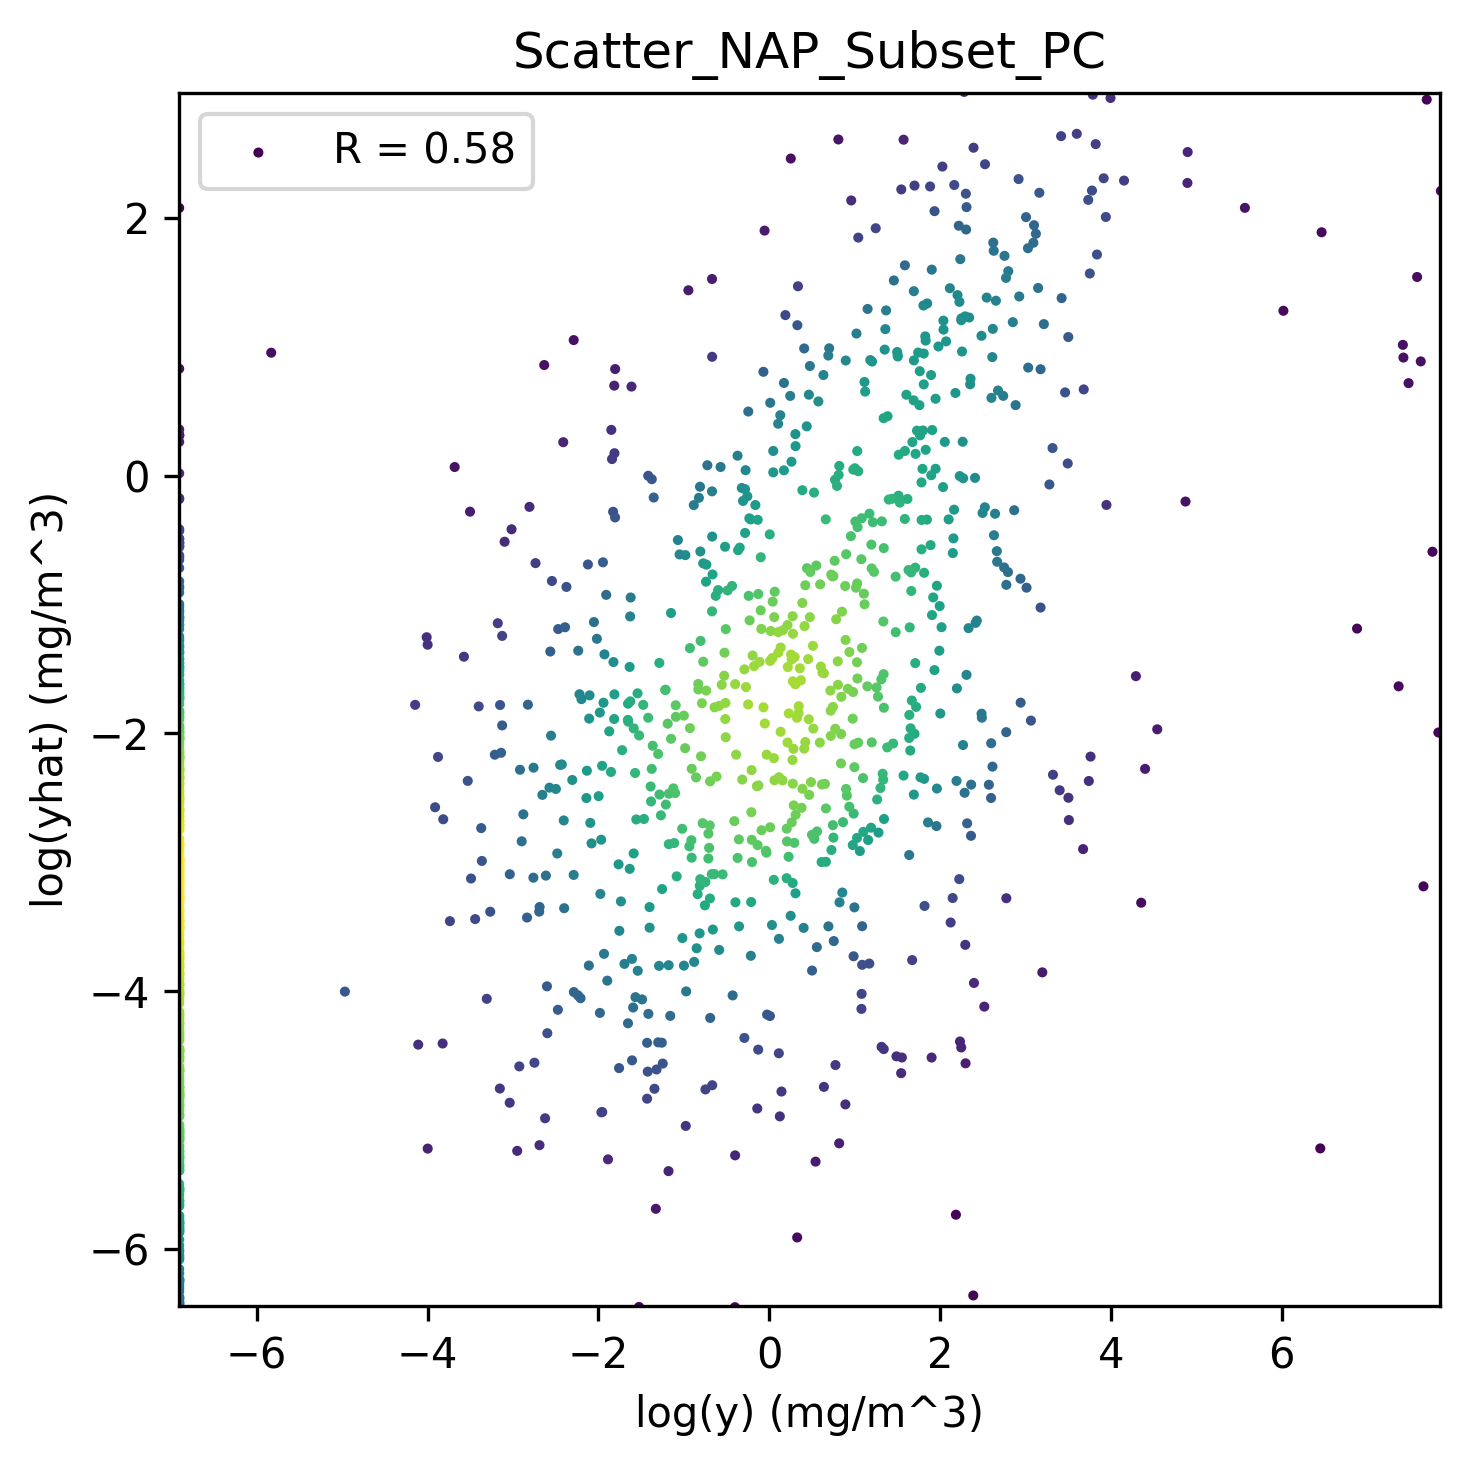 Scatter_NAP_Subset_PC
R = 0.58
log(yhat) (mg/m^3)
2
0
−2
−4
−6
−6 −4 −2 0 2 4 6
log(y) (mg/m^3)